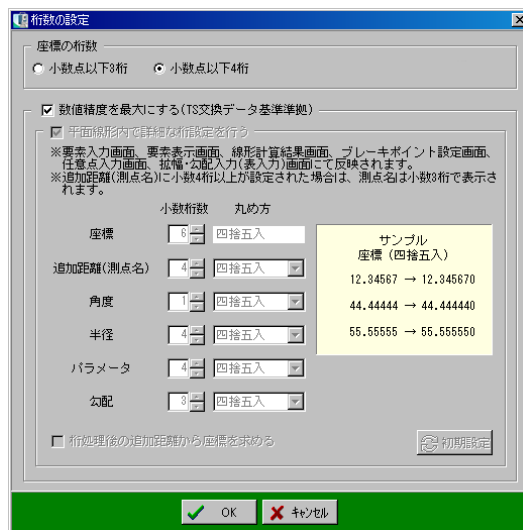 桁数の設定
座標の桁数
小数点以下3桁 小数点以下4桁
数値精度を最大にする(TS交換データ基準準拠)
平面線形内で詳細な桁設定を行う
※要素入力画面、要素表示画面、線形計算結果画面、ブレーキポイント設定画面、
任意点入力画面、拡幅・勾配入力(表入力)画面にて反映されます。
※追加距離(測点名)に小数4桁以上が設定された場合は、測点名は小数3桁で表示さ
れます。
小数桁数 丸め方
座標 6 四捨五入
追加距離(測点名) 4 四捨五入
角度 1 四捨五入
半径 4 四捨五入
パラメータ 4 四捨五入
勾配 3 四捨五入
サンプル
座標 (四捨五入)
12.34567 → 12.345670
44.44444 → 44.444440
55.55555 → 55.555550
桁処理後の追加距離から座標を求める
初期設定
OK キャンセル